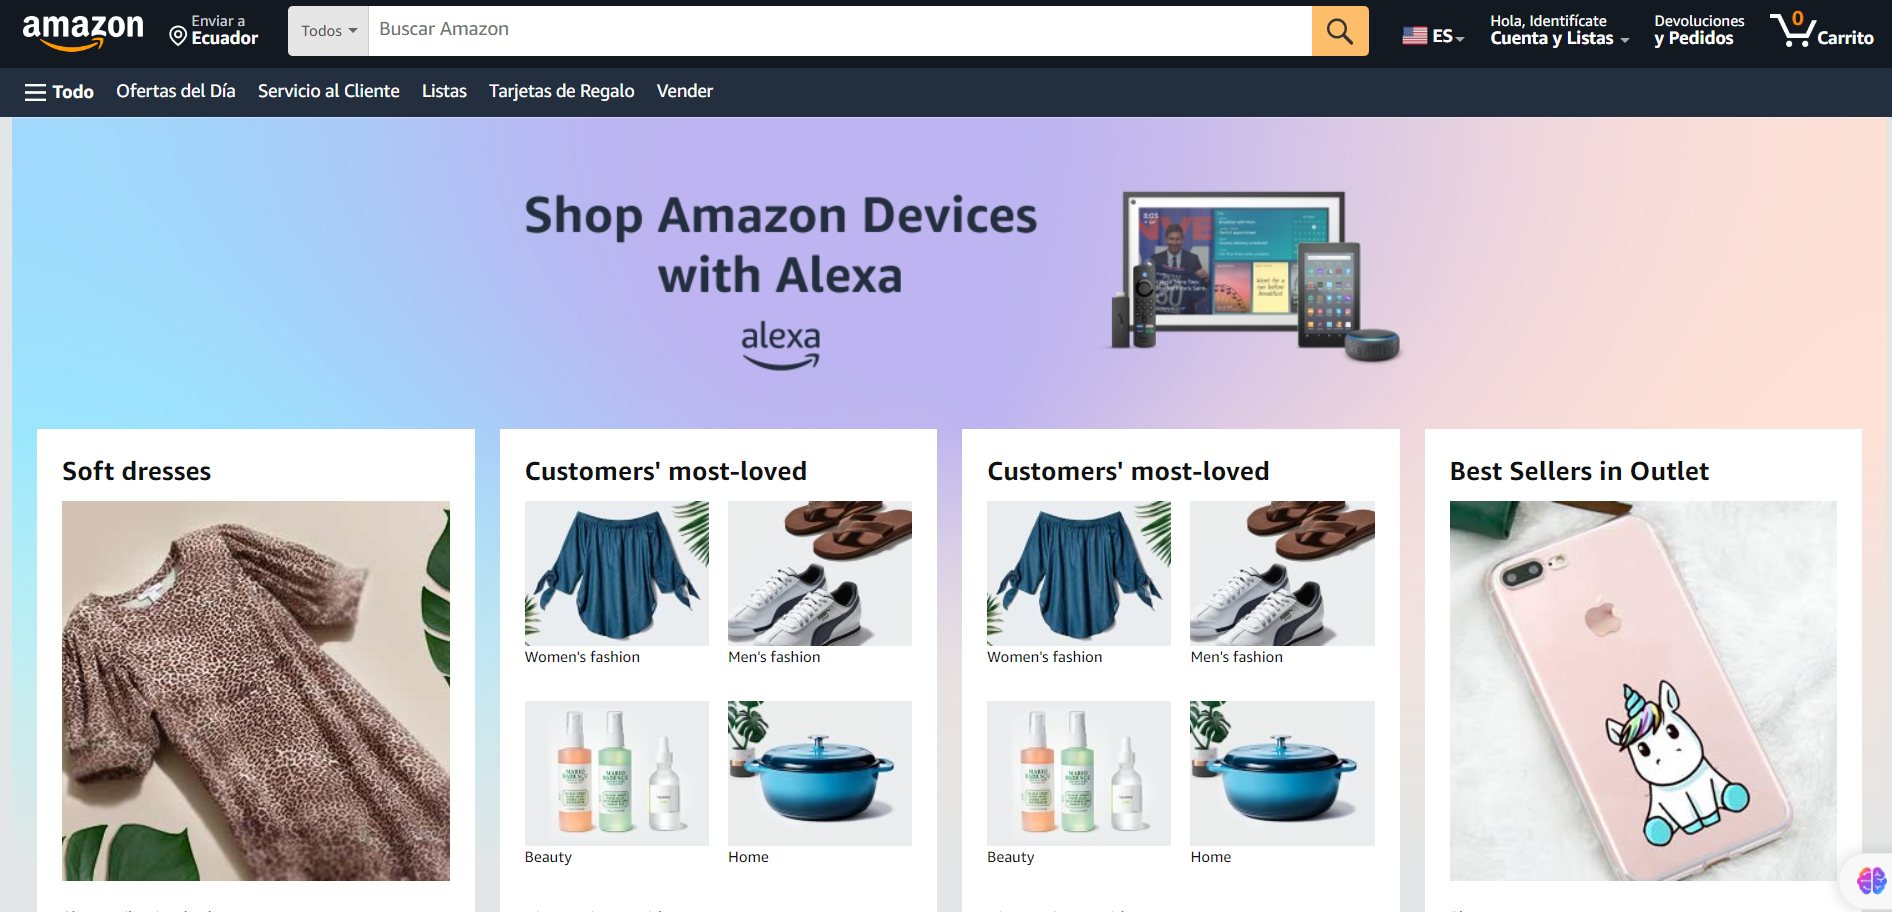 amazon
Enviar a
Ecuador
Todos
Buscar Amazon
ES
Hola, Identifícate
Cuenta y Listas
Devoluciones
y Pedidos
0
Carrito
Todo
Ofertas del Día
Servicio al Cliente
Listas
Tarjetas de Regalo
Vender
Shop Amazon Devices
with Alexa
alexa
8:05
Soft dresses
Customers' most-loved
Women's fashion
Men's fashion
Beauty
Home
Customers' most-loved
Women's fashion
Men's fashion
Beauty
Home
Best Sellers in Outlet